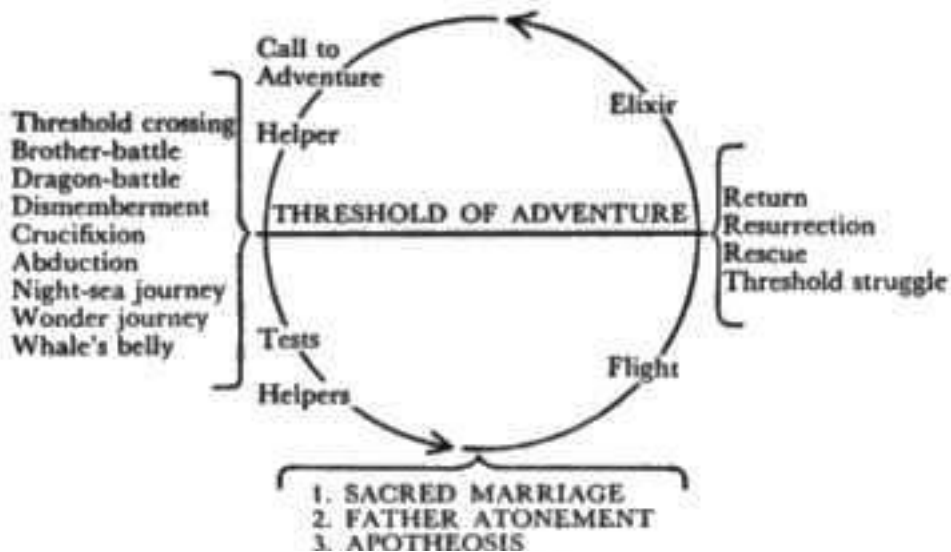 Call to
Adventure
Helper
Threshold crossing
Brother-battle
Dragon-battle
Dismemberment
Crucifixion
Abduction
Night-sea journey
Wonder journey
Whale's belly
THRESHOLD OF ADVENTURE
Tests
Helpers
1. SACRED MARRIAGE
2. FATHER ATONEMENT
3. APOTHEOSIS
Flight
Return
Resurrection
Rescue
Threshold struggle
Elixir